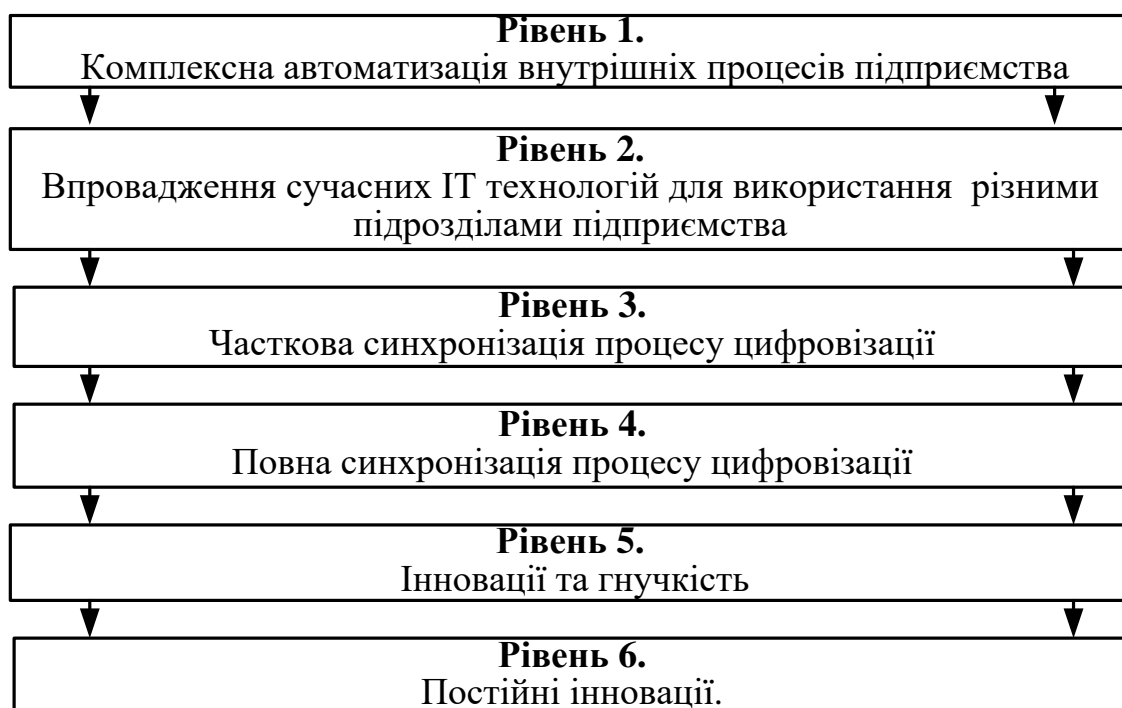 Рівень 1.
Комплексна автоматизація внутрішніх процесів підприємства
Рівень 2.
Впровадження сучасних ІТ технологій для використання  різними
підрозділами підприємства
Рівень 3.
Часткова синхронізація процесу цифровізації
Рівень 4.
Повна синхронізація процесу цифровізації
Рівень 5.
Інновації та гнучкість
Рівень 6.
Постійні інновації.